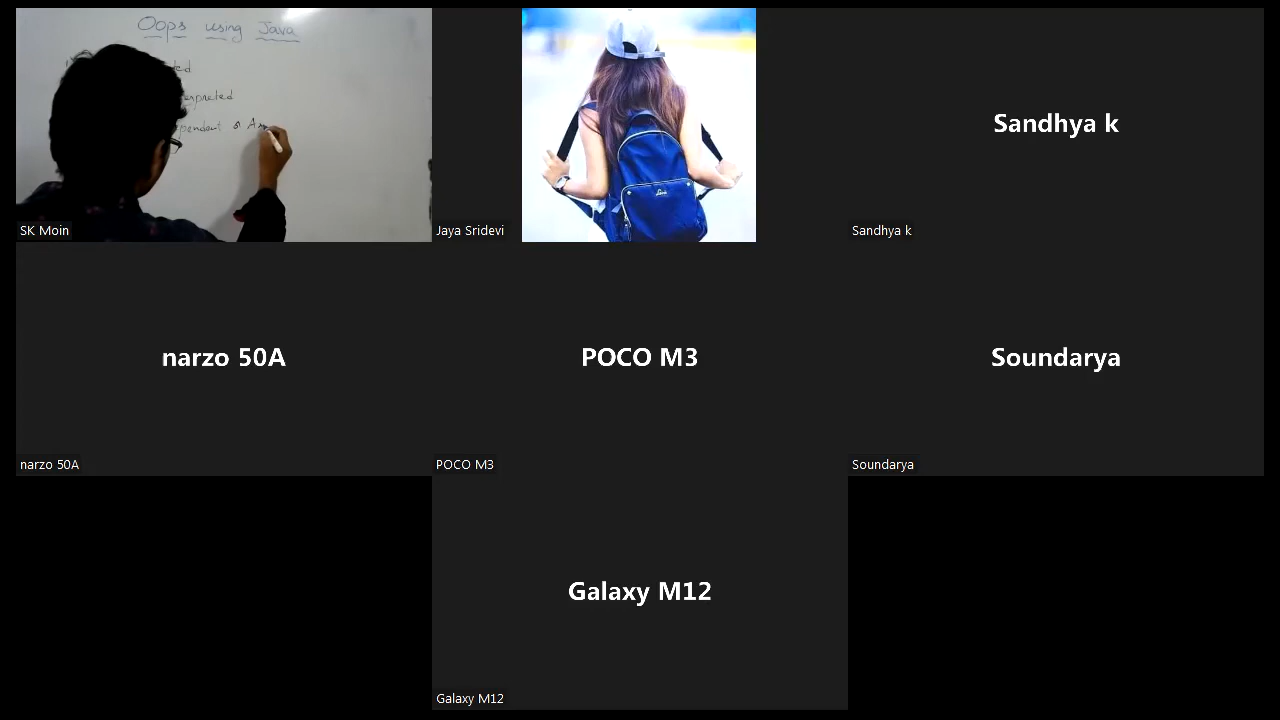 Oops using Java
SK Moin
Jaya Sridevi
Sandhya k
Sandhya k
narzo 50A
narzo 50A
POCO M3
POCO M3
Soundarya
Soundarya
Galaxy M12
Galaxy M12